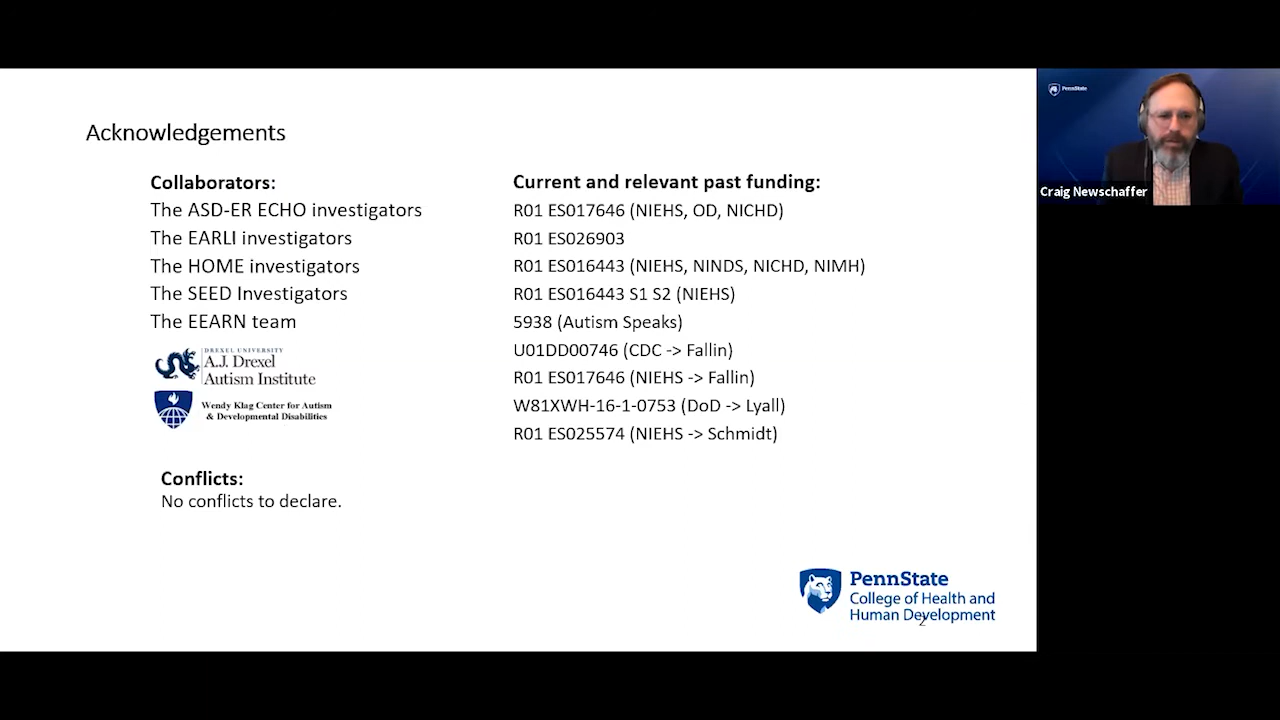 Acknowledgements
Collaborators:
The ASD-ER ECHO investigators
The EARLI investigators
The HOME investigators
The SEED Investigators
The EEARN team
DREXEL UNIVERSITY
A.J. Drexel
Autism Institute
Wendy Klag Center for Autism
& Developmental Disabilities
Conflicts:
No conflicts to declare.
Current and relevant past funding:
R01 ES017646 (NIEHS, OD, NICHD)
R01 ES026903
R01 ES016443 (NIEHS, NINDS, NICHD, NIMH)
R01 ES016443 S1 S2 (NIEHS)
5938 (Autism Speaks)
U01DD00746 (CDC -> Fallin)
R01 ES017646 (NIEHS -> Fallin)
W81XWH-16-1-0753 (DoD -> Lyall)
R01 ES025574 (NIEHS -> Schmidt)
PennState
College of Health and
Human Development
2
PennState
Craig Newschaffer